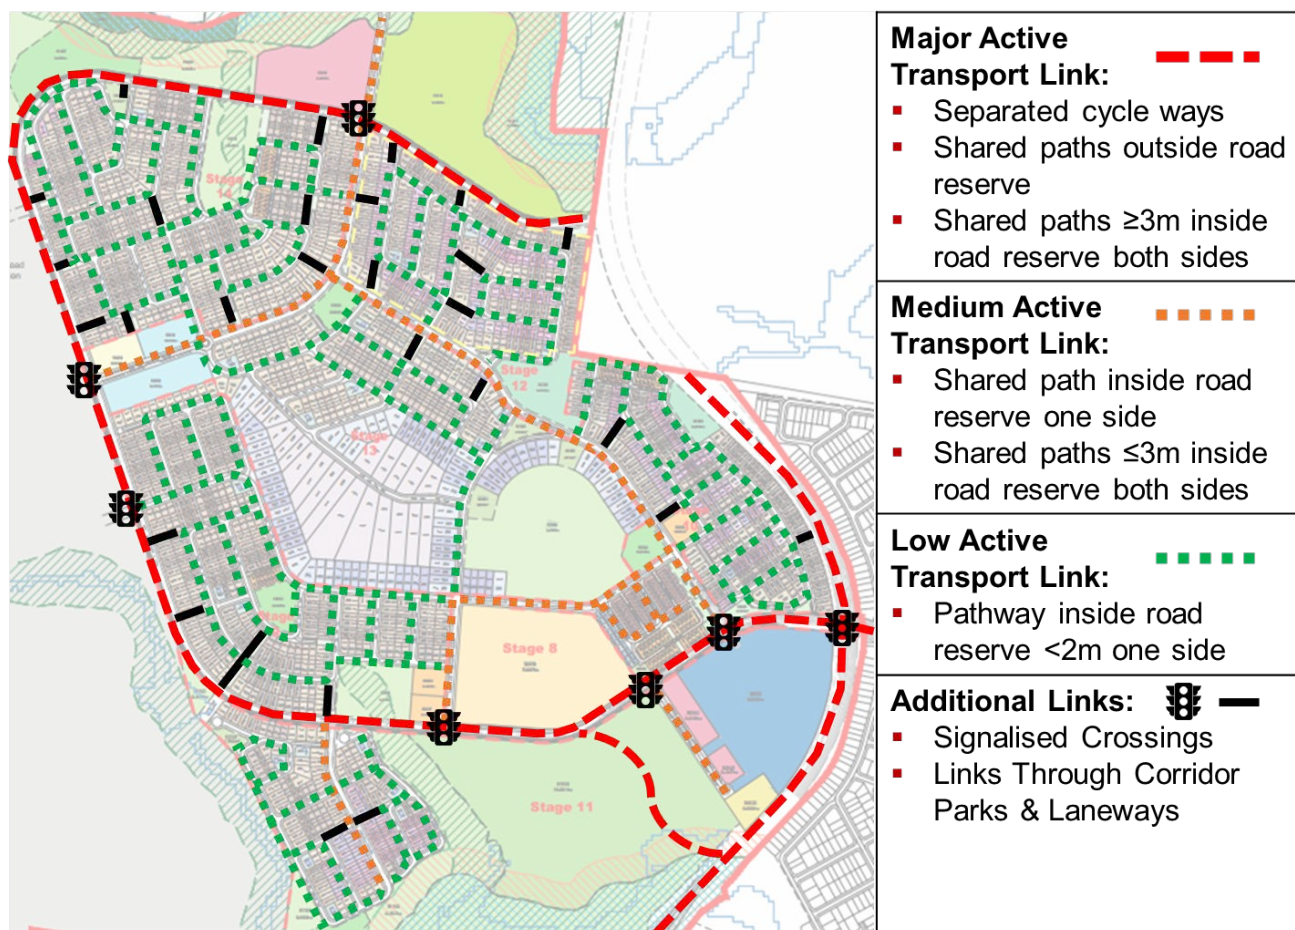 Stage
12
Stage
13
Stage 8
Stage 11
Major Active
Transport Link:
▪ Separated cycle ways
▪ Shared paths outside road
reserve
▪ Shared paths ≥3m inside
road reserve both sides
Medium Active
Transport Link:
▪ Shared path inside road
reserve one side
▪ Shared paths ≤3m inside
road reserve both sides
Low Active
Transport Link:
▪ Pathway inside road
reserve <2m one side
Additional Links:
▪ Signalised Crossings
▪ Links Through Corridor
Parks & Laneways